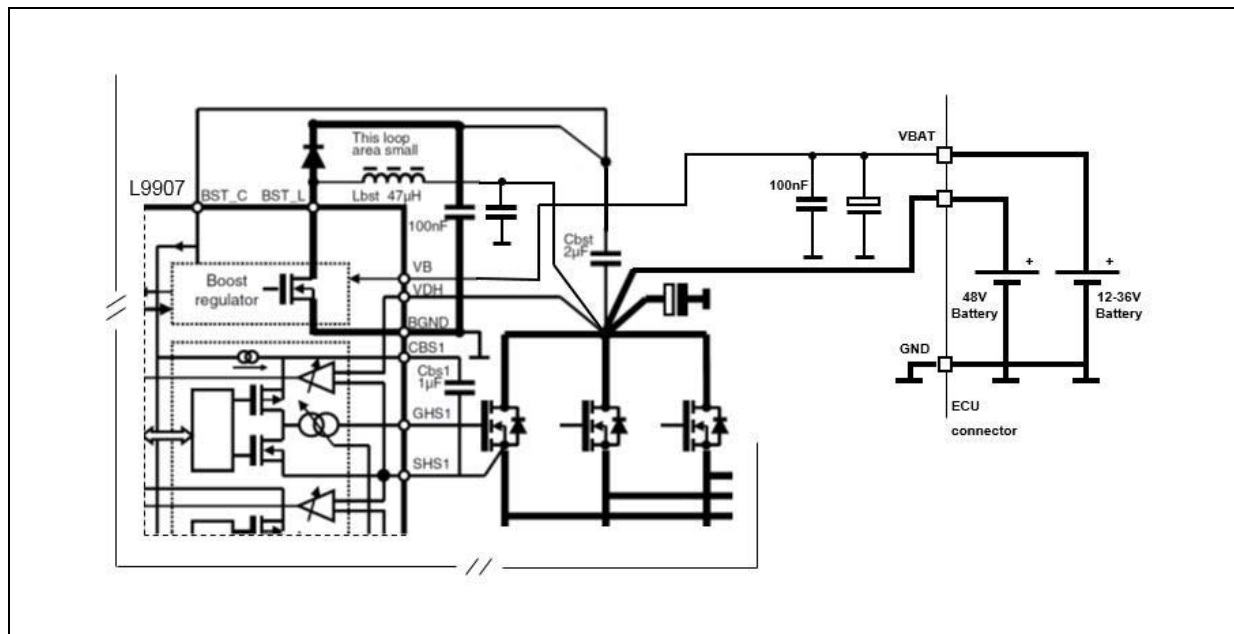 This loop
area small
VBAT
L9907
BST_C
BST_L
Lbst 47µH
100nF
100nF
Cbst
2µF
VB
VDH
Boost
regulator
+
+
48V
Battery
12-36V
Battery
BGND
GND
CBS1
Cbs1
1µF
GHS1
ECU
connector
SHS1